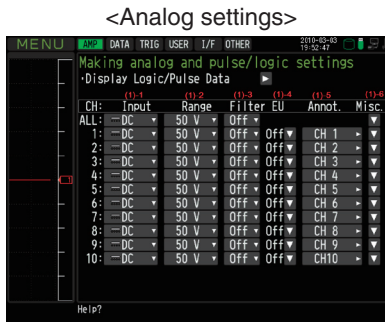 <Analog settings>
MENU AMP DATA TRIG USER I/F OTHER 2010-03-03 19:52:47
Making analog and pulse/logic settings
・Display Logic/Pulse Data ►
(1)-1 (1)-2 (1)-3 (1)-4 (1)-5 (1)-6
CH: Input Range Filter EU Annot. Misc.
ALL: DC ▼ 50 V ▼ Off ▼ ▼
1: DC ▼ 50 V ▼ Off ▼ Off▼ CH 1 ► ▼
2: DC ▼ 50 V ▼ Off ▼ Off▼ CH 2 ► ▼
3: DC ▼ 50 V ▼ Off ▼ Off▼ CH 3 ► ▼
4: DC ▼ 50 V ▼ Off ▼ Off▼ CH 4 ► ▼
5: DC ▼ 50 V ▼ Off ▼ Off▼ CH 5 ► ▼
6: DC ▼ 50 V ▼ Off ▼ Off▼ CH 6 ► ▼
7: DC ▼ 50 V ▼ Off ▼ Off▼ CH 7 ► ▼
8: DC ▼ 50 V ▼ Off ▼ Off▼ CH 8 ► ▼
9: DC ▼ 50 V ▼ Off ▼ Off▼ CH 9 ► ▼
10: DC ▼ 50 V ▼ Off ▼ Off▼ CH10 ► ▼
Help?